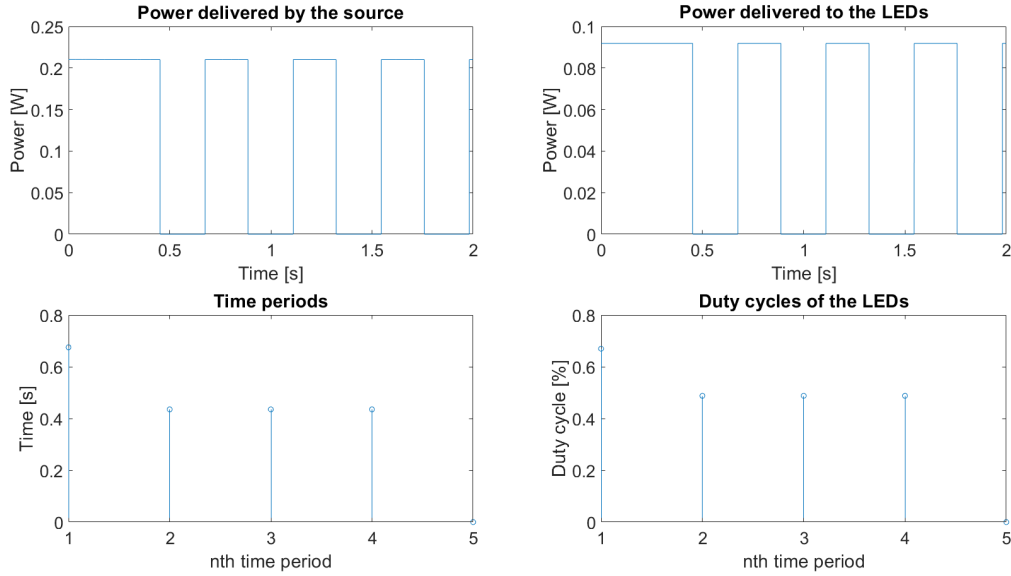 Power delivered by the source
0.25
0.2
0.15
0.1
0.05
0
Power [W]
0 0.5 1 1.5 2
Time [s]
Power delivered to the LEDs
0.1
0.08
0.06
0.04
0.02
0
Power [W]
0 0.5 1 1.5 2
Time [s]
Time periods
0.8
0.6
0.4
0.2
0
Time [s]
1 2 3 4 5
nth time period
Duty cycles of the LEDs
0.8
0.6
0.4
0.2
0
Duty cycle [%]
1 2 3 4 5
nth time period